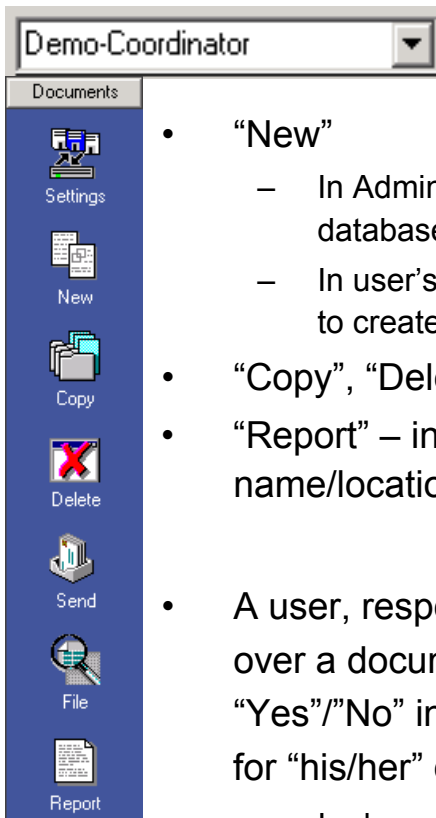 Demo-Coordinator
Documents
Settings
New
Copy
Delete
Send
File
Report
• “New”
– In Admin
database
– In user’s
to create
• “Copy”, “Dele
• “Report” – in
name/locatio
• A user, respo
over a docum
“Yes”/”No” in
for “his/her”